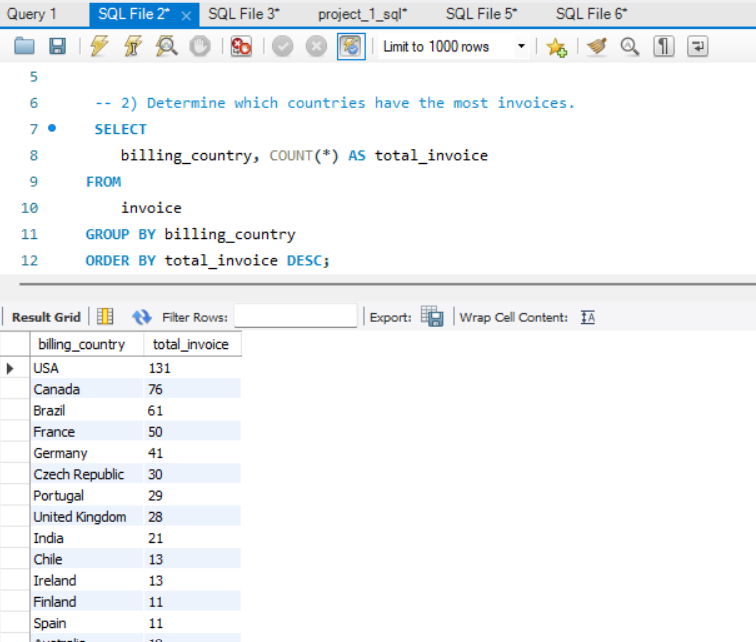 Query 1 SQL File 2* × SQL File 3* project_1_sql* SQL File 5* SQL File 6*
Limit to 1000 rows
5
6 -- 2) Determine which countries have the most invoices.
7 SELECT
8 billing_country, COUNT(*) AS total_invoice
9 FROM
10 invoice
11 GROUP BY billing_country
12 ORDER BY total_invoice DESC;
Result Grid Filter Rows: Export: Wrap Cell Content: IA
billing_country total_invoice
USA 131
Canada 76
Brazil 61
France 50
Germany 41
Czech Republic 30
Portugal 29
United Kingdom 28
India 21
Chile 13
Ireland 13
Finland 11
Spain 11